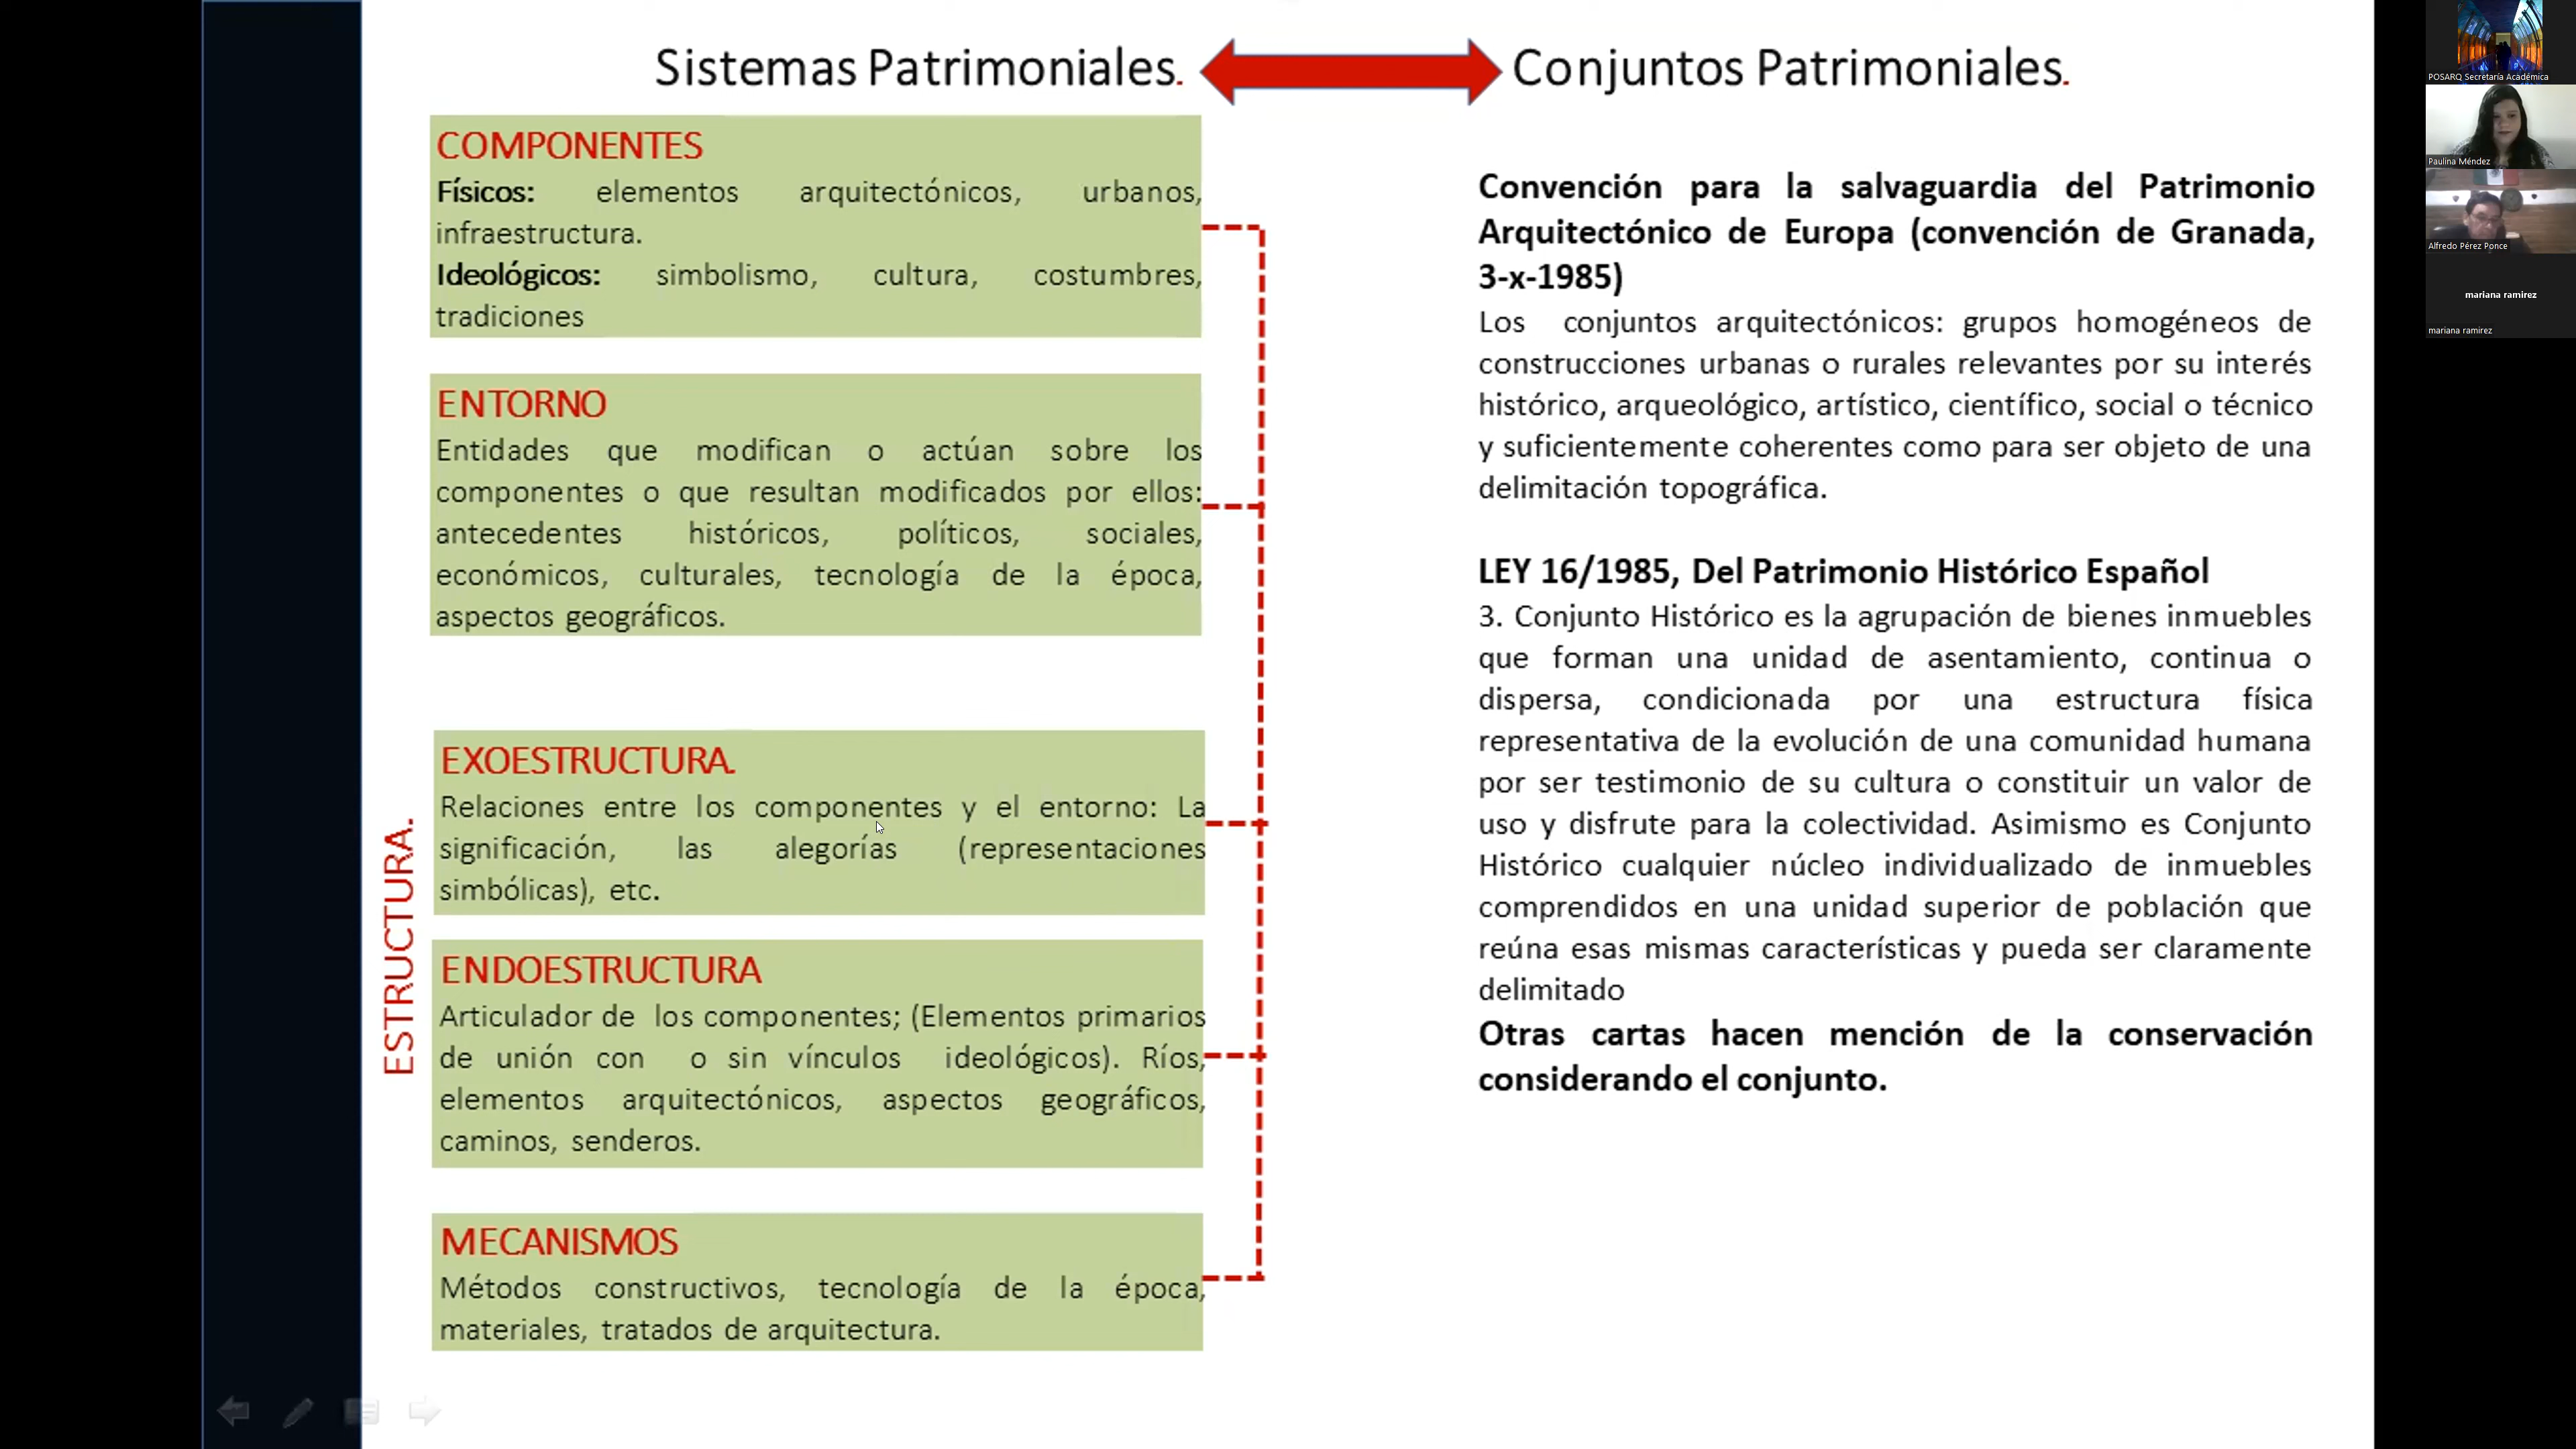 Sistemas Patrimoniales.
Conjuntos Patrimoniales.
COMPONENTES
Físicos: elementos arquitectónicos, urbanos,
infraestructura.
Ideológicos: simbolismo, cultura, costumbres,
tradiciones
ENTORNO
Entidades que modifican o actúan sobre los
componentes o que resultan modificados por ellos:
antecedentes históricos, políticos, sociales,
económicos, culturales, tecnología de la época,
aspectos geográficos.
ESTRUCTURA.
EXOESTRUCTURA.
Relaciones entre los componentes y el entorno: La
significación, las alegorías (representaciones
simbólicas), etc.
ENDOESTRUCTURA
Articulador de los componentes; (Elementos primarios
de unión con o sin vínculos ideológicos). Ríos,
elementos arquitectónicos, aspectos geográficos,
caminos, senderos.
MECANISMOS
Métodos constructivos, tecnología de la época,
materiales, tratados de arquitectura.
Convención para la salvaguardia del Patrimonio
Arquitectónico de Europa (convención de Granada,
3-x-1985)
Los conjuntos arquitectónicos: grupos homogéneos de
construcciones urbanas o rurales relevantes por su interés
histórico, arqueológico, artístico, científico, social o técnico
y suficientemente coherentes como para ser objeto de una
delimitación topográfica.
LEY 16/1985, Del Patrimonio Histórico Español
3. Conjunto Histórico es la agrupación de bienes inmuebles
que forman una unidad de asentamiento, continua o
dispersa, condicionada por una estructura física
representativa de la evolución de una comunidad humana
por ser testimonio de su cultura o constituir un valor de
uso y disfrute para la colectividad. Asimismo es Conjunto
Histórico cualquier núcleo individualizado de inmuebles
comprendidos en una unidad superior de población que
reúna esas mismas características y pueda ser claramente
delimitado
Otras cartas hacen mención de la conservación
considerando el conjunto.
POSARQ Secretaría Académica
Paulina Méndez
Alfredo Pérez Ponce
mariana ramirez
mariana ramirez